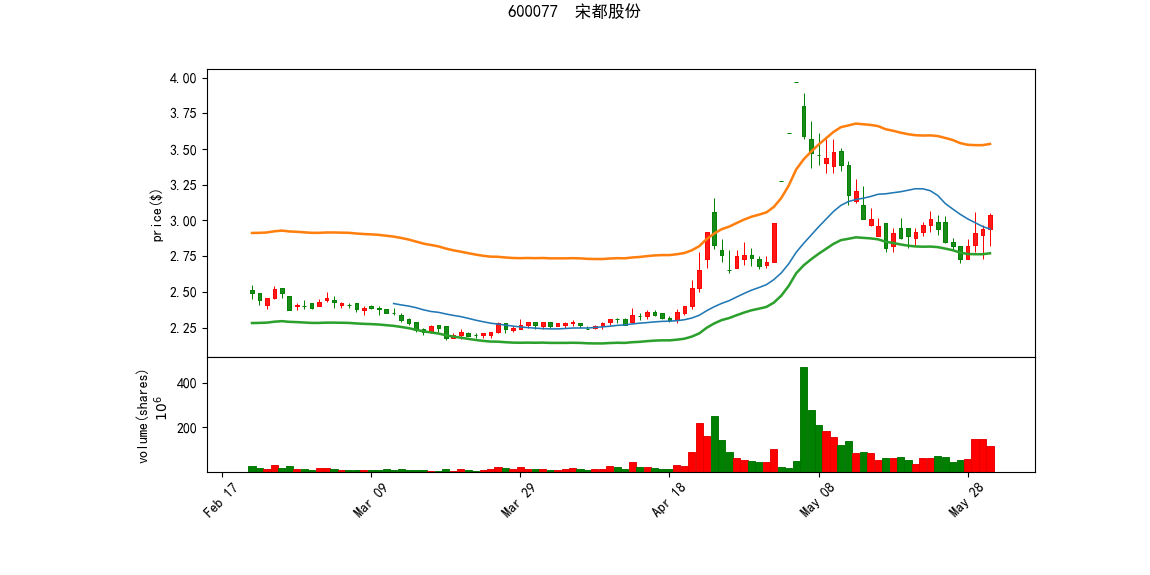 600077 宋都股份
price($)
4.00
3.75
3.50
3.25
3.00
2.75
2.50
2.25
volume(shares)
10^6
400
200
Feb 17
Mar 09
Mar 29
Apr 18
May 08
May 28